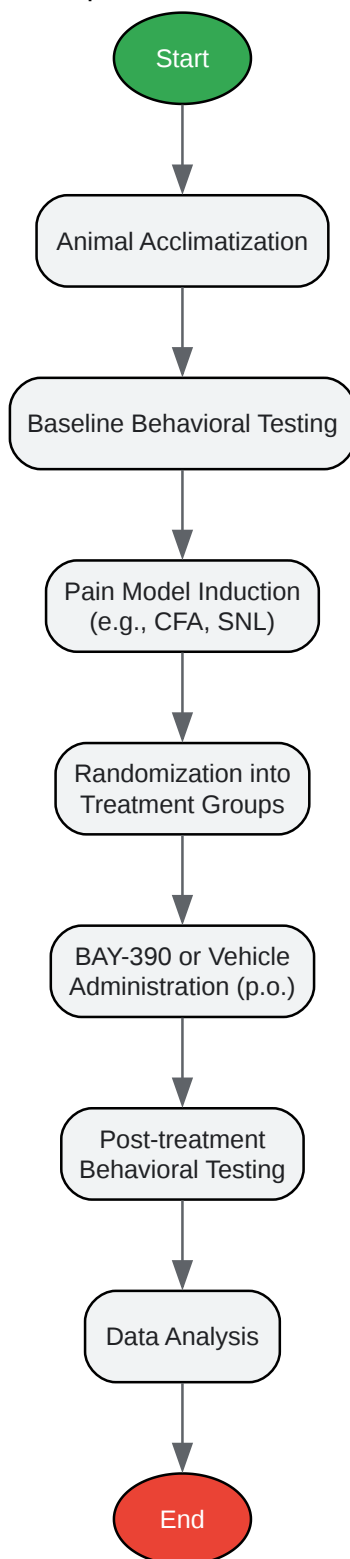 Start
Animal Acclimatization
Baseline Behavioral Testing
Pain Model Induction
(e.g., CFA, SNL)
Randomization into
Treatment Groups
BAY-390 or Vehicle
Administration (p.o.)
Post-treatment
Behavioral Testing
Data Analysis
End